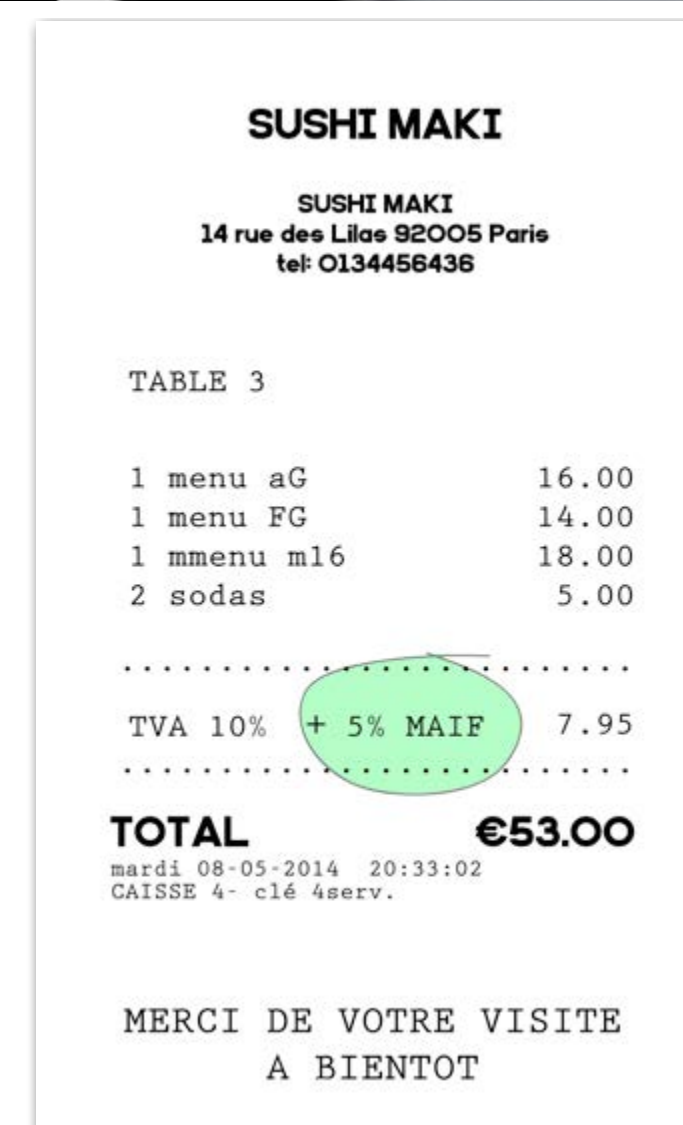 SUSHI MAKI
SUSHI MAKI
14 rue des Lilas 92005 Paris
tel: 0134456436
TABLE 3
1 menu aG 16.00
1 menu FG 14.00
1 mmenu m16 18.00
2 sodas 5.00
TVA 10% + 5% MAIF 7.95
TOTAL €53.00
mardi 08-05-2014 20:33:02
CAISSE 4- clé 4serv.
MERCI DE VOTRE VISITE
A BIENTOT